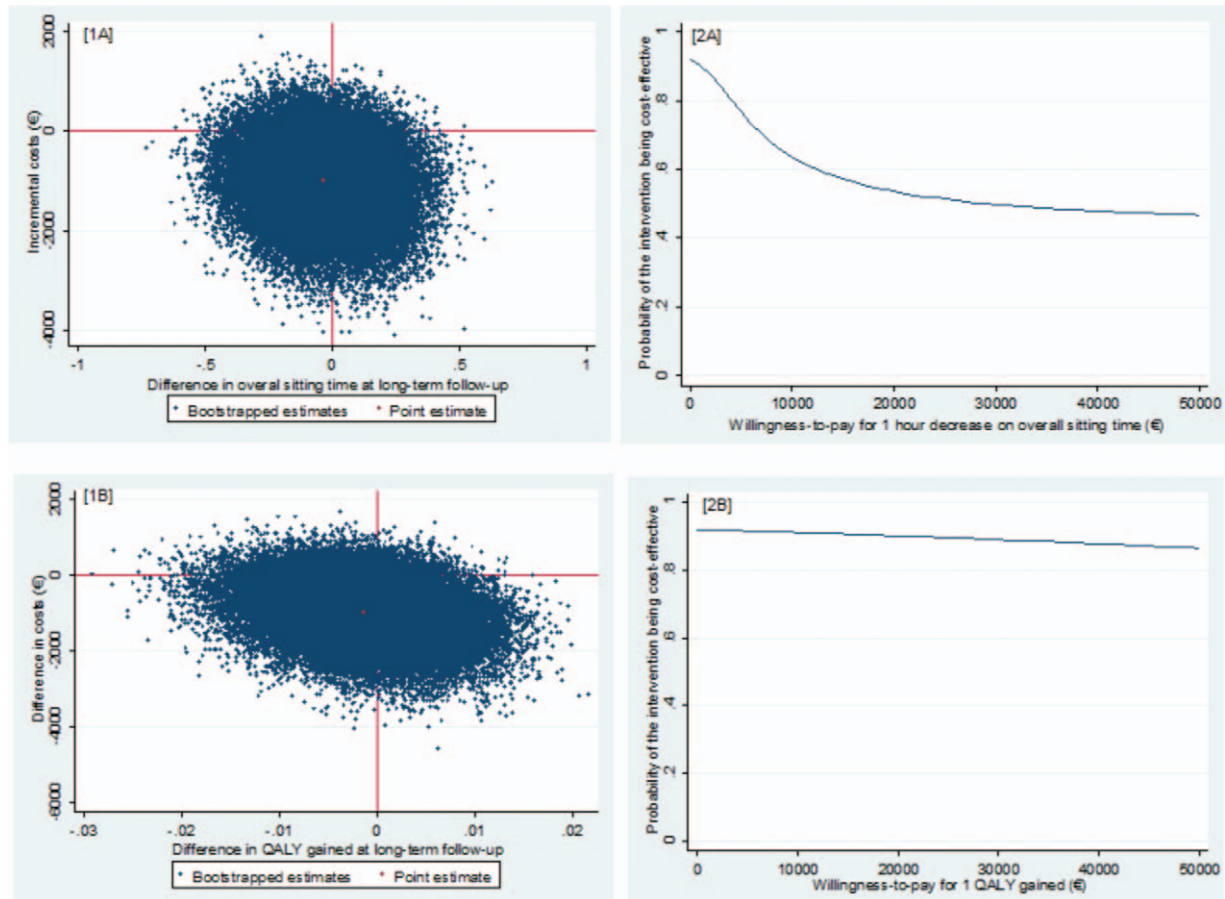 [1A]
2000
0
-2000
-4000
Incremental costs (€)
-1
-.5
0
.5
1
Difference in overal sitting time at long-term follow-up
Bootstrapped estimates
Point estimate
[2A]
1
.8
.6
.4
.2
0
Probability of the intervention being cost-effective
0
10000
20000
30000
40000
50000
Willingness-to-pay for 1 hour decrease on overall sitting time (€)
[1B]
2000
0
-2000
-4000
-6000
Difference in costs (€)
-.03
-.02
-.01
0
.01
.02
Difference in QALY gained at long-term follow-up
Bootstrapped estimates
Point estimate
[2B]
1
.8
.6
.4
.2
0
Probability of the intervention being cost-effective
0
10000
20000
30000
40000
50000
Willingness-to-pay for 1 QALY gained (€)